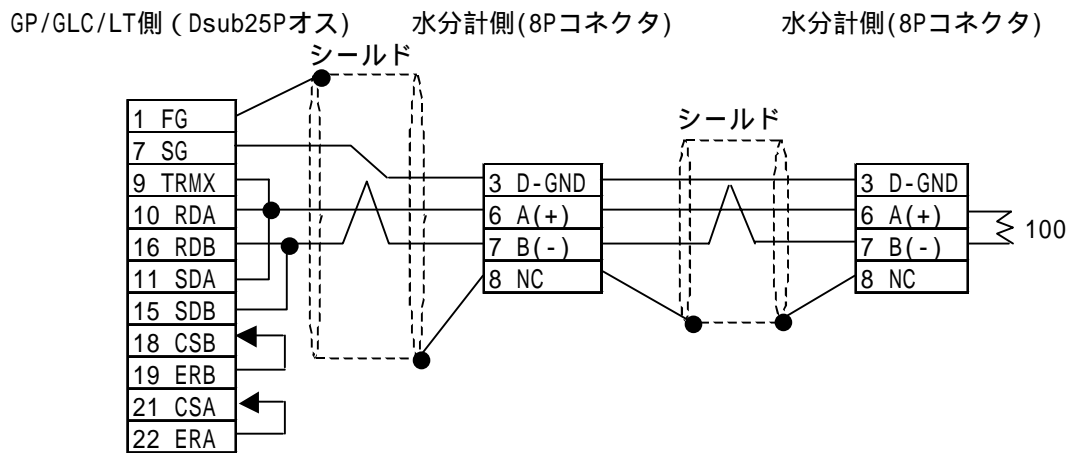 GP/GLC/LT側（Dsub25Pオス)
水分計側(8Pコネクタ)
水分計側(8Pコネクタ)
シールド
シールド
1 FG
7 SG
9 TRMX
10 RDA
16 RDB
11 SDA
15 SDB
18 CSB
19 ERB
21 CSA
22 ERA
3 D-GND
6 A(+)
7 B(-)
8 NC
3 D-GND
6 A(+)
7 B(-)
8 NC
100